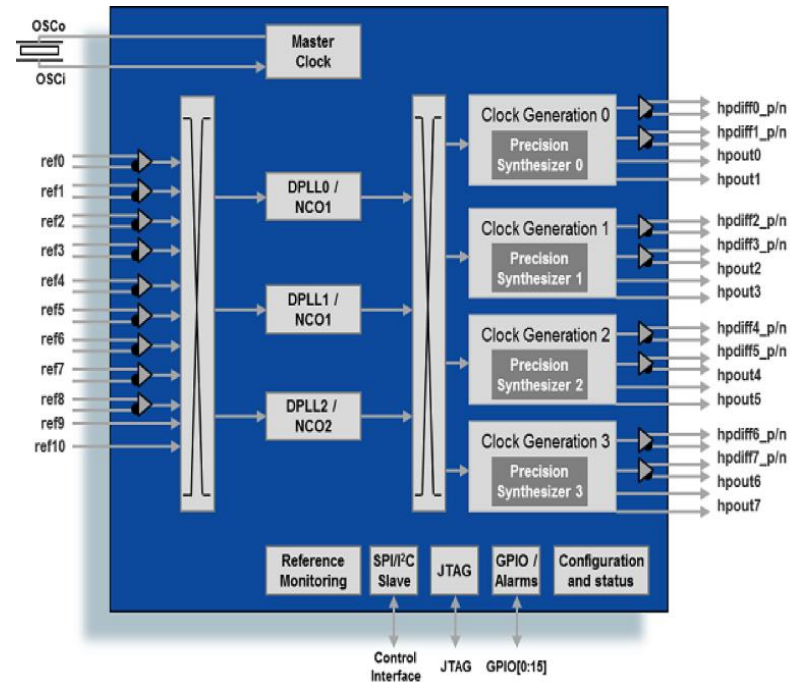 OSCo
OSCi
Master
Clock
ref0
ref1
ref2
ref3
ref4
ref5
ref6
ref7
ref8
ref9
ref10
DPLL0 /
NCO1
DPLL1 /
NCO1
DPLL2 /
NCO2
Clock Generation 0
Precision
Synthesizer 0
Clock Generation 1
Precision
Synthesizer 1
Clock Generation 2
Precision
Synthesizer 2
Clock Generation 3
Precision
Synthesizer 3
hpdiff0_p/n
hpdiff1_p/n
hpout0
hpout1
hpdiff2_p/n
hpdiff3_p/n
hpout2
hpout3
hpdiff4_p/n
hpdiff5_p/n
hpout4
hpout5
hpdiff6_p/n
hpdiff7_p/n
hpout6
hpout7
Reference
Monitoring
SPI/I²C
Slave
JTAG
GPIO /
Alarms
Configuration
and status
Control
Interface
JTAG
GPIO[0:15]